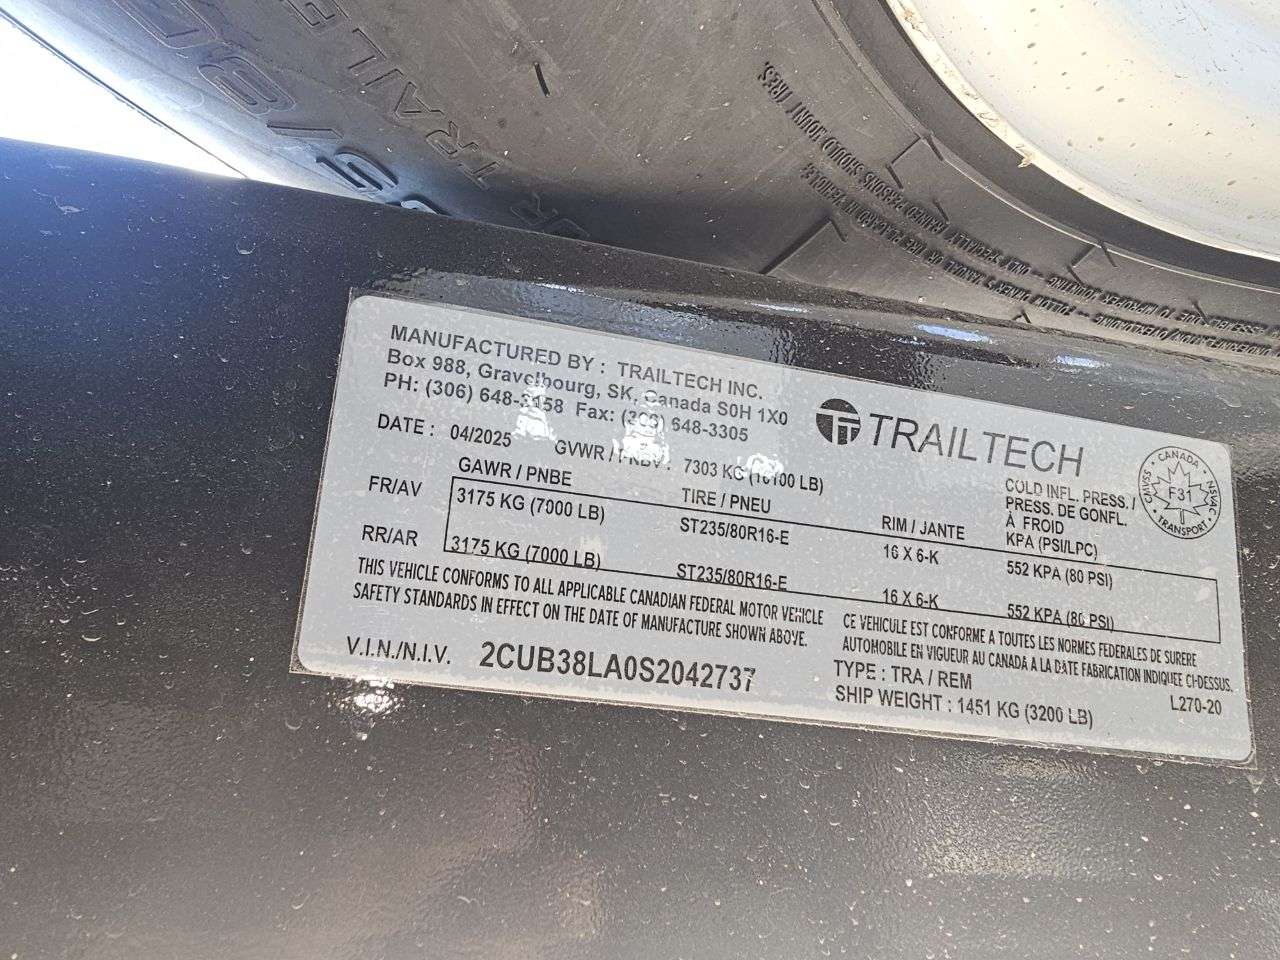 TRAILER
MANUFACTURED BY : TRAILTECH INC.
Box 988, Gravelbourg, SK, Canada S0H 1X0
PH: (306) 648-3158 Fax: (306) 648-3305
TRAILTECH
CANADA
CMVSS NSVAC
F31
TRANSPORT
DATE : 04/2025 GVWR / PNBV : 7303 KG (16100 LB)
GAWR / PNBE TIRE / PNEU RIM / JANTE COLD INFL. PRESS. / PRESS. DE GONFL. À FROID KPA (PSI/LPC)
FR/AV 3175 KG (7000 LB) ST235/80R16-E 16 X 6-K 552 KPA (80 PSI)
RR/AR 3175 KG (7000 LB) ST235/80R16-E 16 X 6-K 552 KPA (80 PSI)
THIS VEHICLE CONFORMS TO ALL APPLICABLE CANADIAN FEDERAL MOTOR VEHICLE
SAFETY STANDARDS IN EFFECT ON THE DATE OF MANUFACTURE SHOWN ABOVE.
CE VEHICULE EST CONFORME A TOUTES LES NORMES FEDERALES DE SURERE
AUTOMOBILE EN VIGUEUR AU CANADA À LA DATE FABRICATION INDIQUEE CI-DESSUS.
V.I.N./N.I.V. 2CUB38LA0S2042737
TYPE : TRA / REM
SHIP WEIGHT : 1451 KG (3200 LB)
L270-20